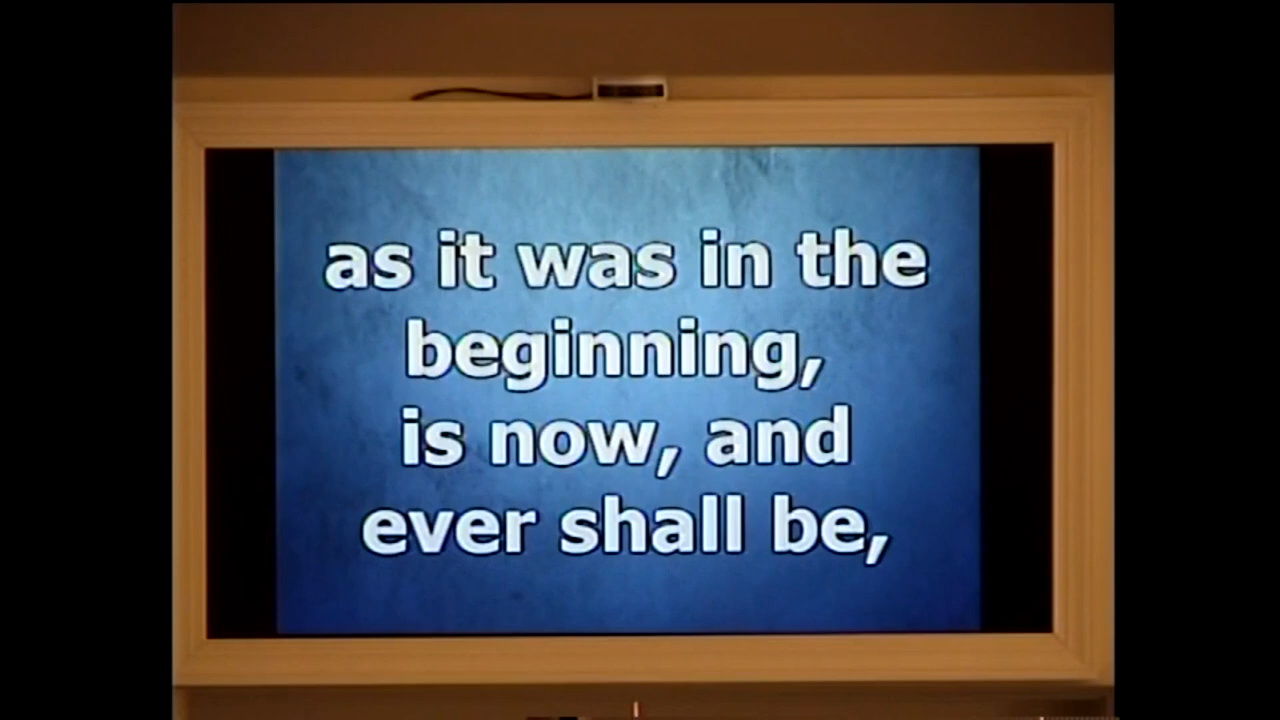 as it was in the
beginning,
is now, and
ever shall be,